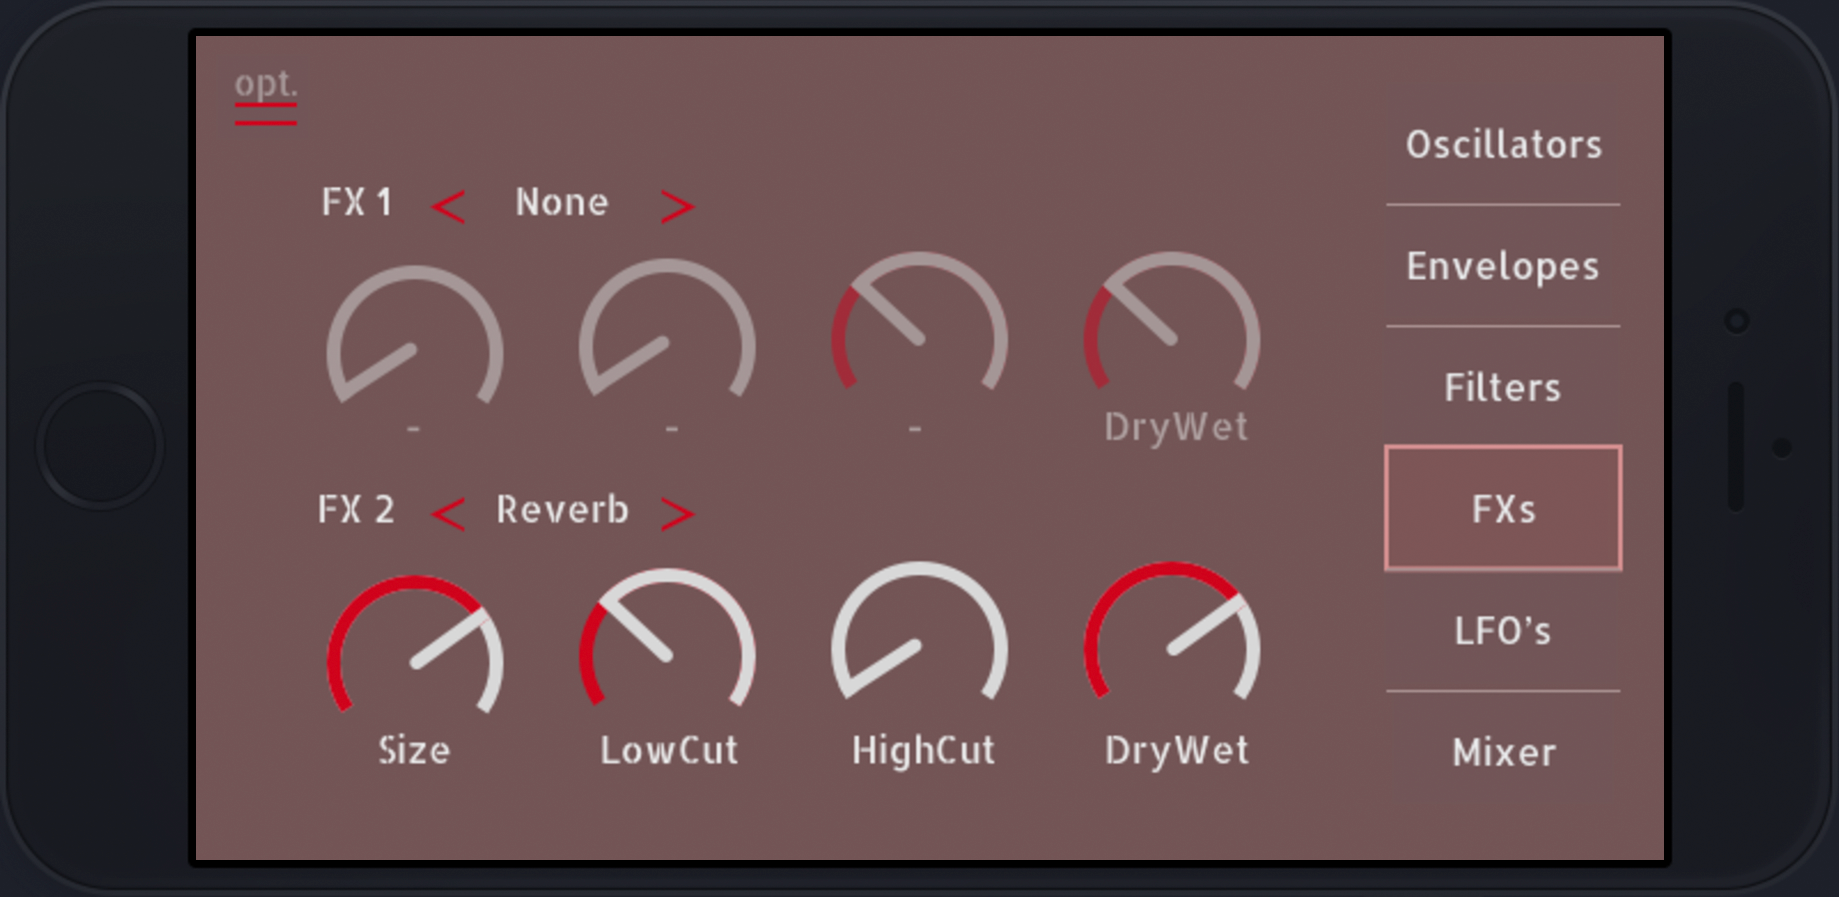 opt.
FX 1 < None >
- - - DryWet
FX 2 < Reverb >
Size LowCut HighCut DryWet
Oscillators
Envelopes
Filters
FXs
LFO's
Mixer